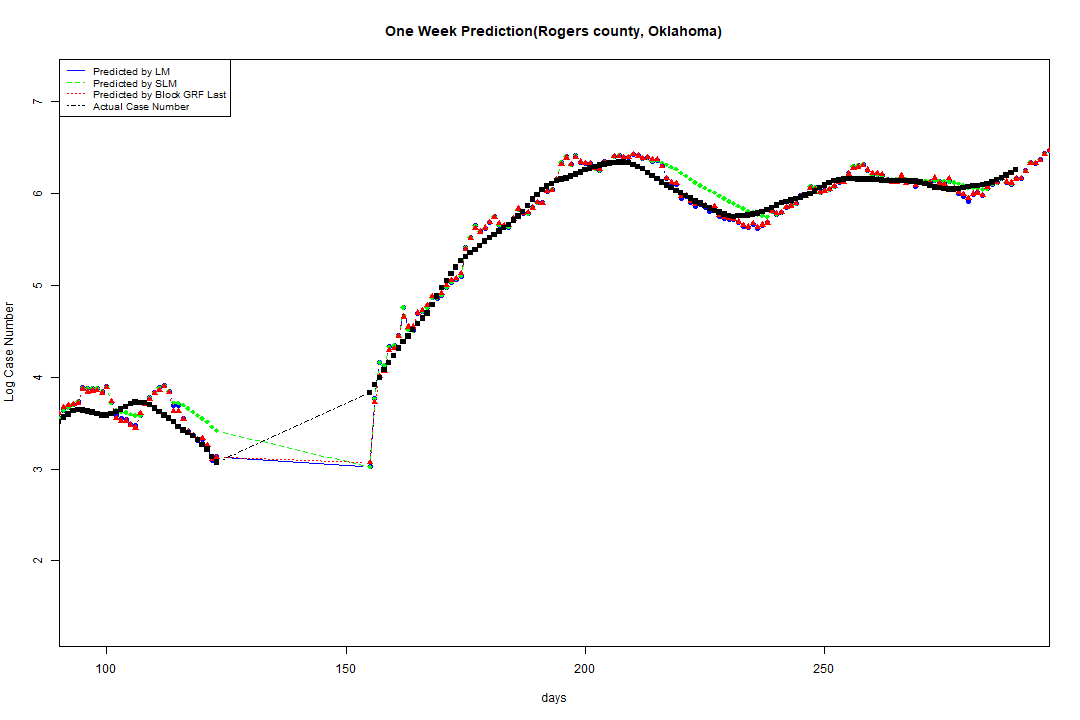 One Week Prediction(Rogers county, Oklahoma)
Predicted by LM
Predicted by SLM
Predicted by Block GRF Last
Actual Case Number
7
6
5
4
3
2
Log Case Number
100 150 200 250
days